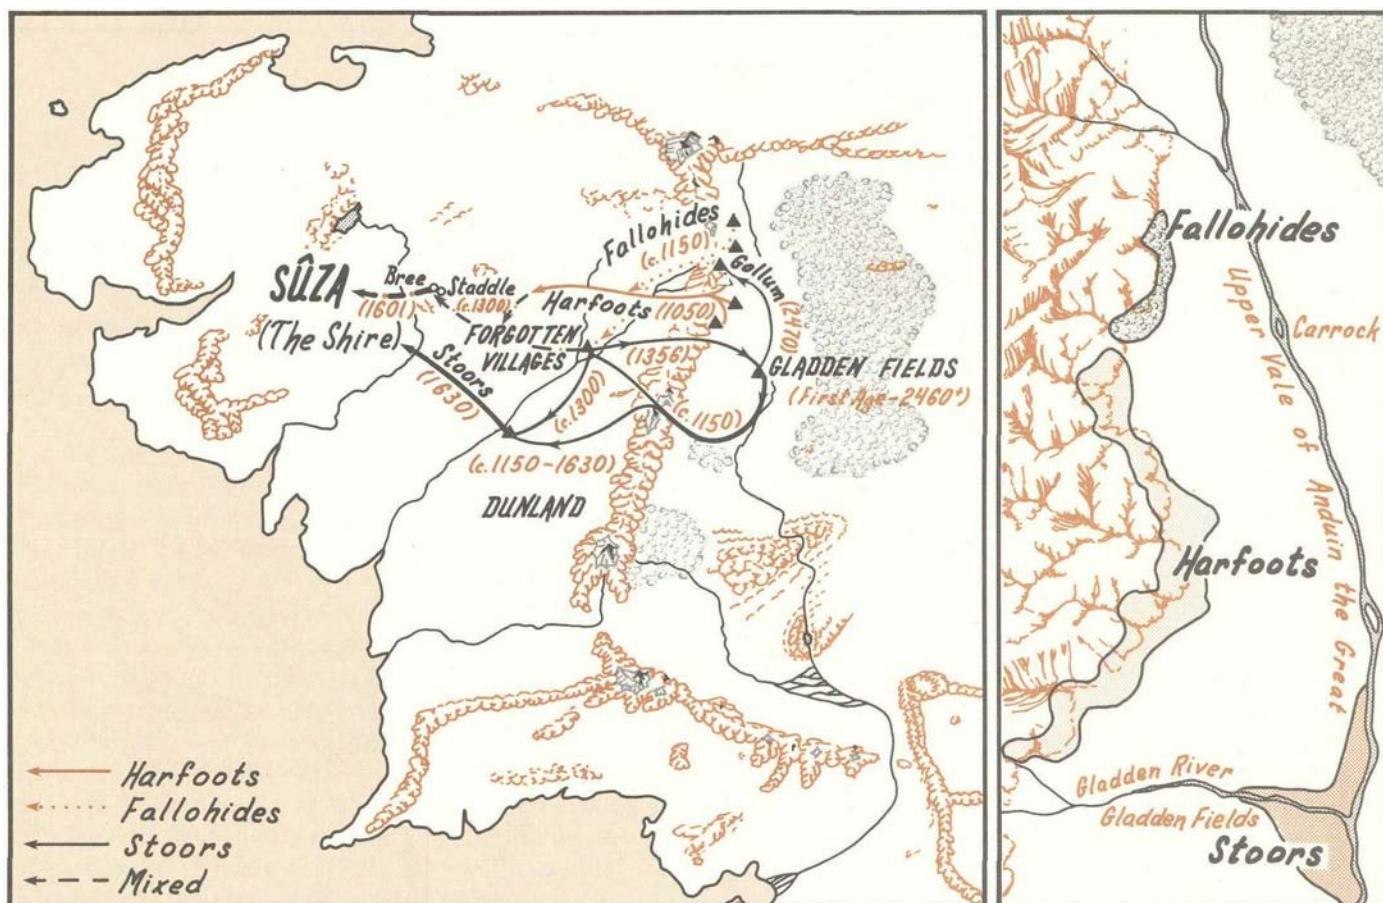 Fallohides
(c.1150)
Gollum
(2470)
SÛZA
(The Shire)
Bree
(1601)
Staddle
(c.1300)
Harfoots
(1050)
FORGOTTEN
VILLAGES
Stoors
(1630)
(1356)
GLADDEN FIELDS
(First Age-2460⁺)
(c.1300)
(c.1150)
(c.1150-1630)
DUNLAND
Harfoots
Fallohides
Stoors
Mixed
Fallohides
Upper Vale of Anduin the Great
Carrock
Harfoots
Gladden River
Gladden Fields
Stoors